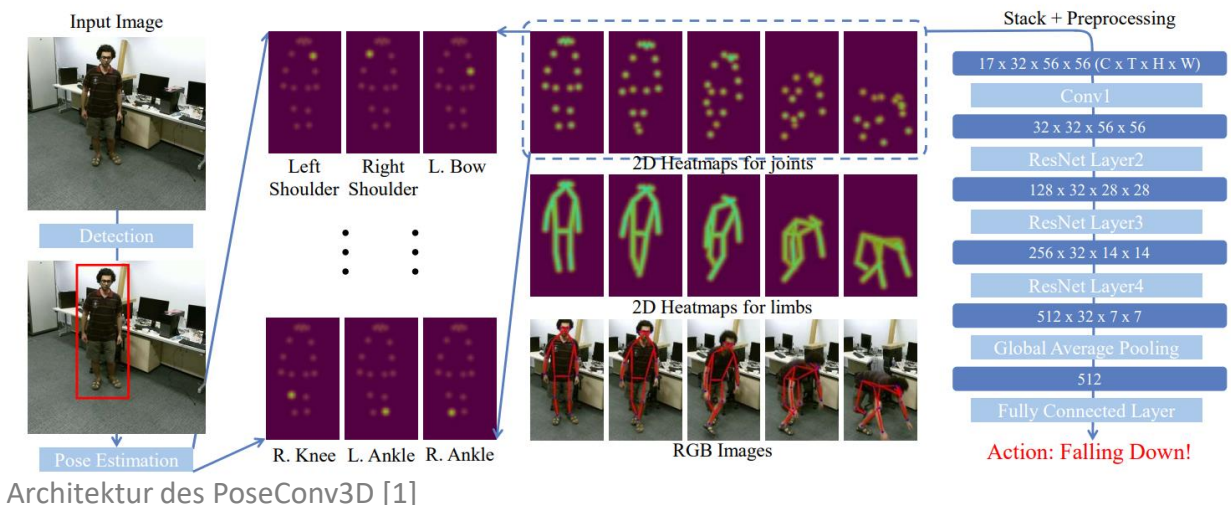 Input Image
Detection
Pose Estimation
Left
Shoulder
Right
Shoulder
L. Bow
R. Knee
L. Ankle
R. Ankle
2D Heatmaps for joints
2D Heatmaps for limbs
RGB Images
Stack + Preprocessing
17 x 32 x 56 x 56 (C x T x H x W)
Conv1
32 x 32 x 56 x 56
ResNet Layer2
128 x 32 x 28 x 28
ResNet Layer3
256 x 32 x 14 x 14
ResNet Layer4
512 x 32 x 7 x 7
Global Average Pooling
512
Fully Connected Layer
Action: Falling Down!
Architektur des PoseConv3D [1]